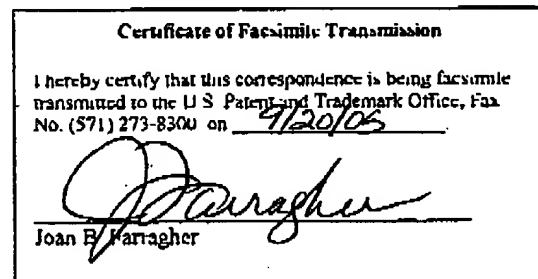 Certificate of Facsimile Transmission
I hereby certify that this correspondence is being facsimile
transmitted to the U S Patent and Trademark Office, Fax
No. (571) 273-8300 on 9/20/05
JFarragher
Joan E Farragher